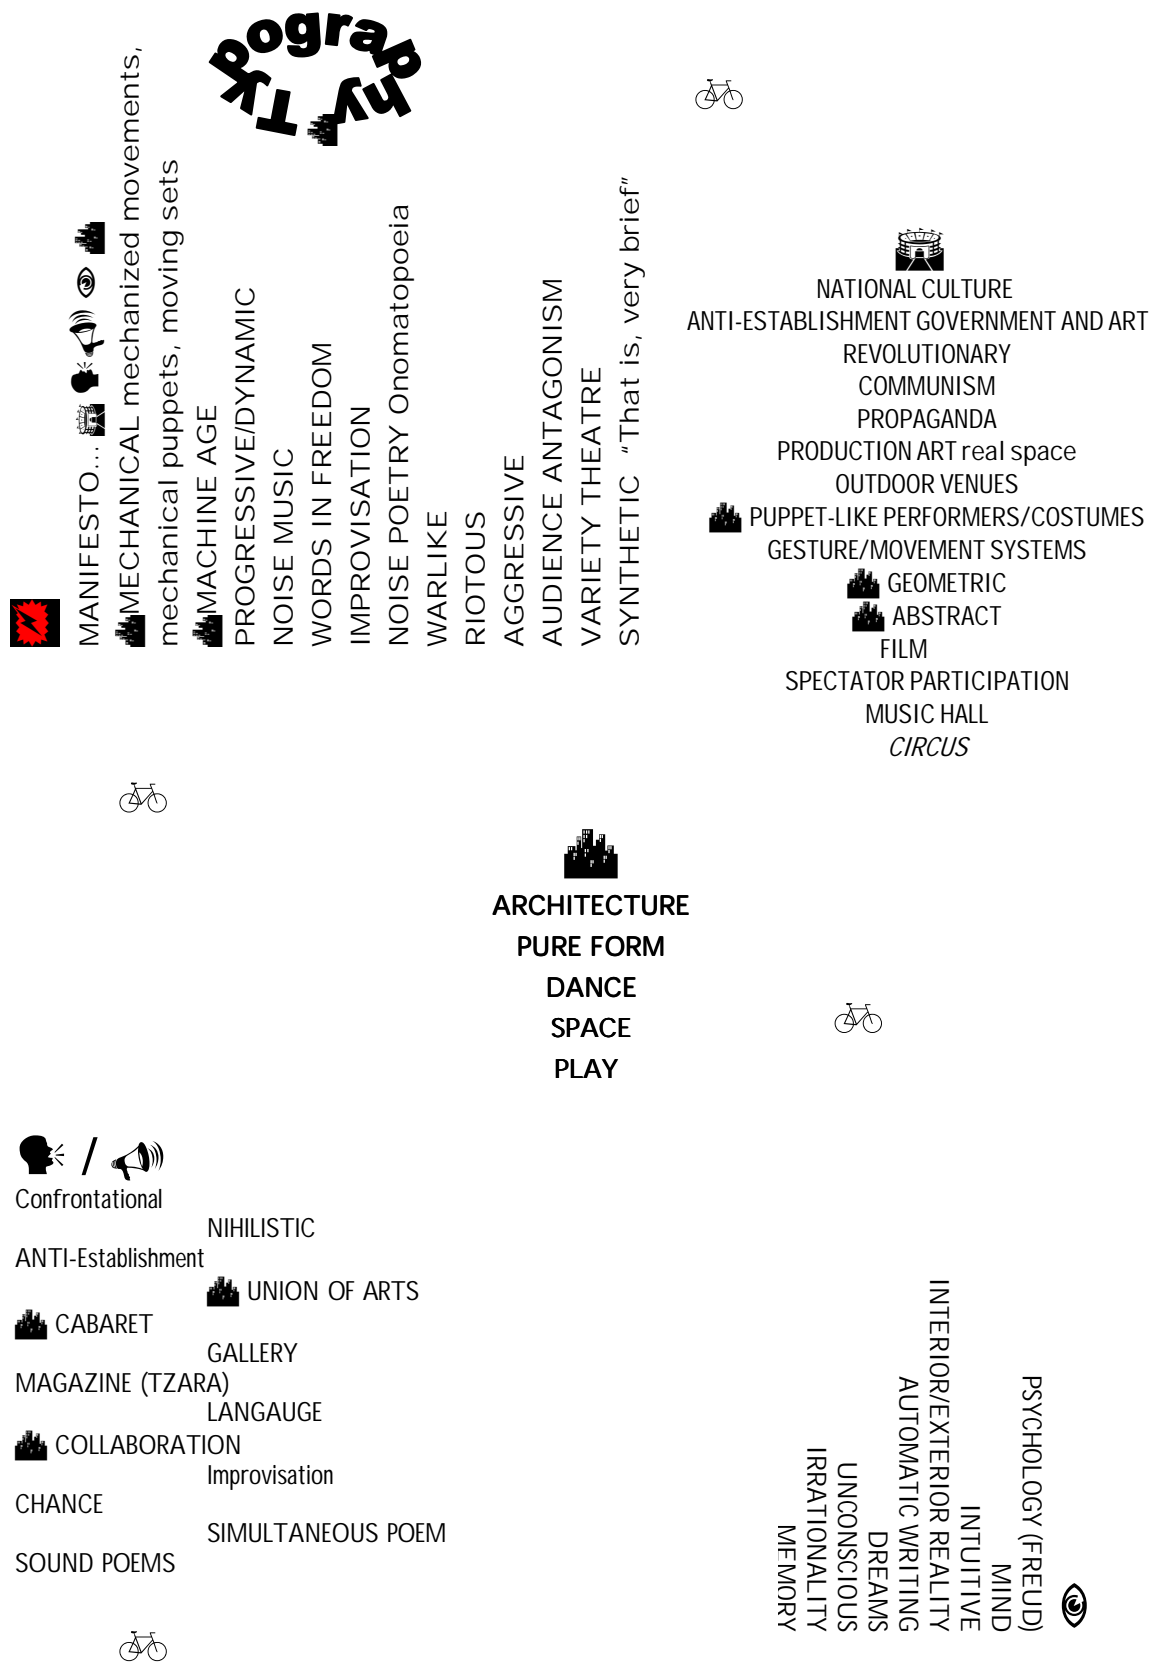 Typography
MANIFESTO...
MECHANICAL mechanized movements,
mechanical puppets, moving sets
MACHINE AGE
PROGRESSIVE/DYNAMIC
NOISE MUSIC
WORDS IN FREEDOM
IMPROVISATION
NOISE POETRY Onomatopoeia
WARLIKE
RIOTOUS
AGGRESSIVE
AUDIENCE ANTAGONISM
VARIETY THEATRE
SYNTHETIC “That is, very brief”
NATIONAL CULTURE
ANTI-ESTABLISHMENT GOVERNMENT AND ART
REVOLUTIONARY
COMMUNISM
PROPAGANDA
PRODUCTION ART real space
OUTDOOR VENUES
PUPPET-LIKE PERFORMERS/COSTUMES
GESTURE/MOVEMENT SYSTEMS
GEOMETRIC
ABSTRACT
FILM
SPECTATOR PARTICIPATION
MUSIC HALL
CIRCUS
ARCHITECTURE
PURE FORM
DANCE
SPACE
PLAY
/
Confrontational
NIHILISTIC
ANTI-Establishment
UNION OF ARTS
CABARET
GALLERY
MAGAZINE (TZARA)
LANGAUGE
COLLABORATION
Improvisation
CHANCE
SIMULTANEOUS POEM
SOUND POEMS
PSYCHOLOGY (FREUD)
MIND
INTUITIVE
INTERIOR/EXTERIOR REALITY
AUTOMATIC WRITING
DREAMS
UNCONSCIOUS
IRRATIONALITY
MEMORY